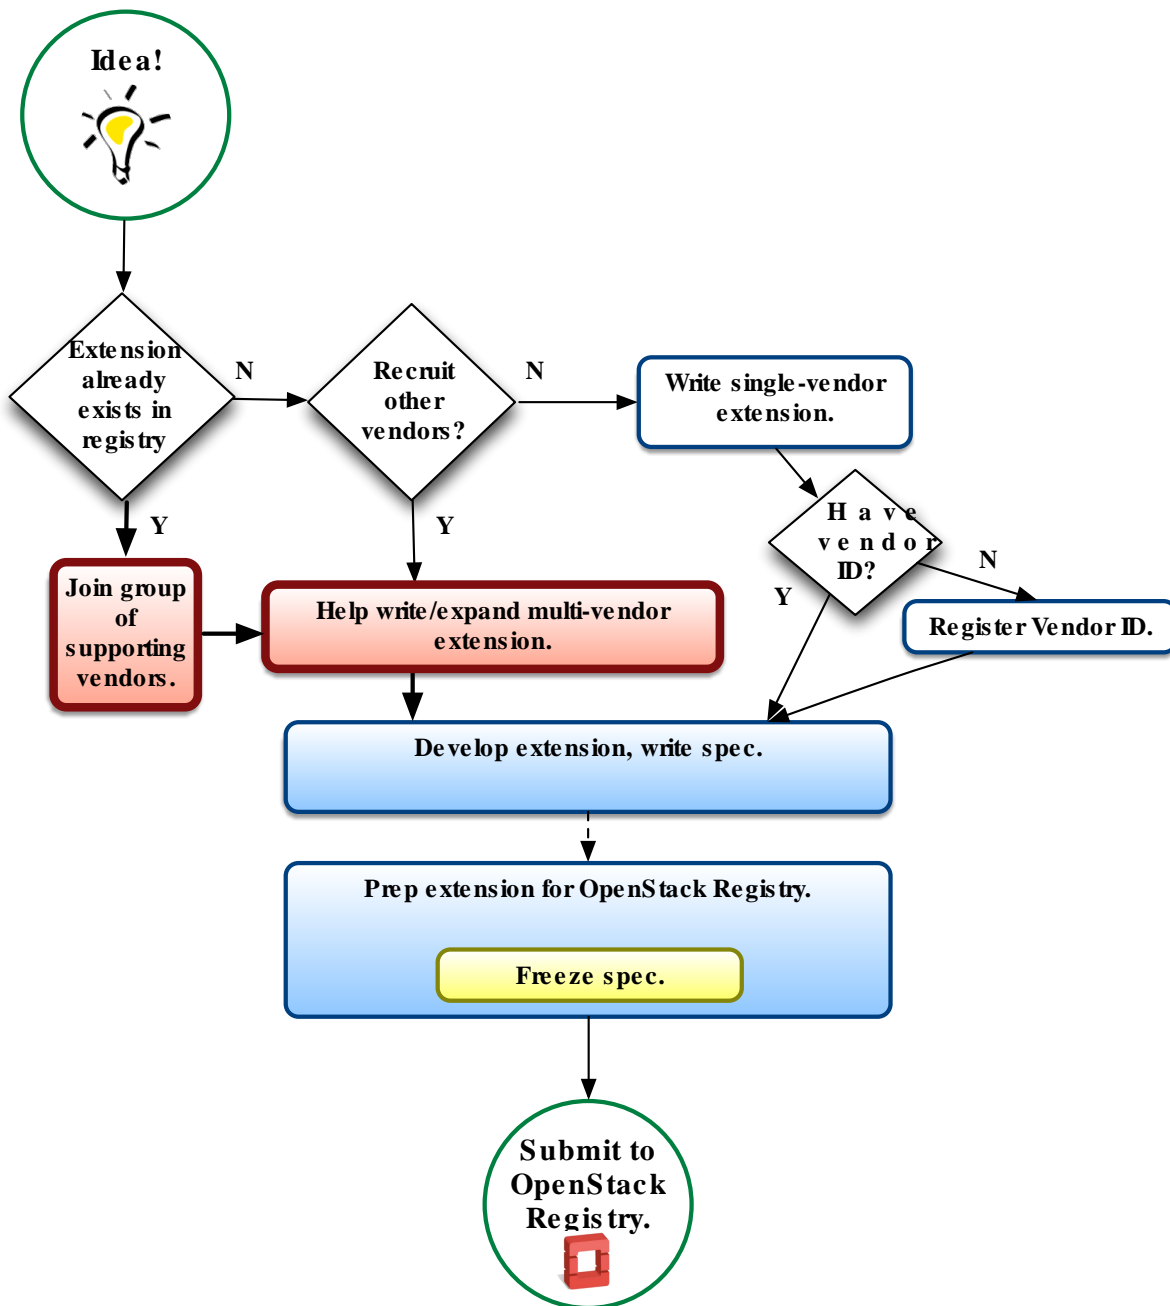 Idea!
Extension
already
exists in
registry
N
Recruit
other
vendors?
N
Write single-vendor
extension.
Y
Y
Have
vendor
ID?
N
Y
Join group
of
supporting
vendors.
Help write/expand multi-vendor
extension.
Register Vendor ID.
Develop extension, write spec.
Prep extension for OpenStack Registry.
Freeze spec.
Submit to
OpenStack
Registry.